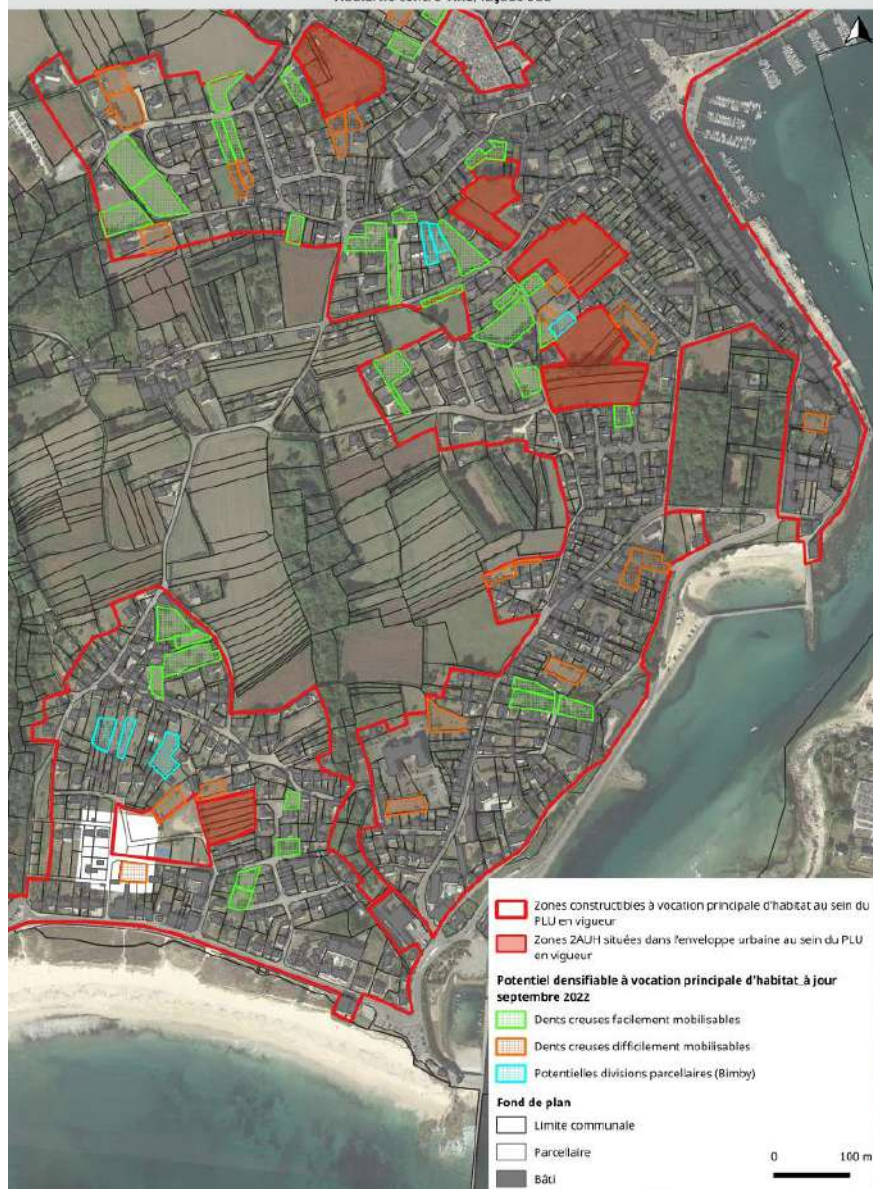 Zones constructibles à vocation principale d'habitat au sein du
PLU en vigueur
Zones 2AUH situées dans l'enveloppe urbaine au sein du PLU
en vigueur
Potentiel densifiable à vocation principale d'habitat_à jour
septembre 2022
Dents creuses facilement mobilisables
Dents creuses difficilement mobilisables
Potentielles divisions parcellaires (Bimby)
Fond de plan
Limite communale
Parcellaire
Bâti
0 100 m